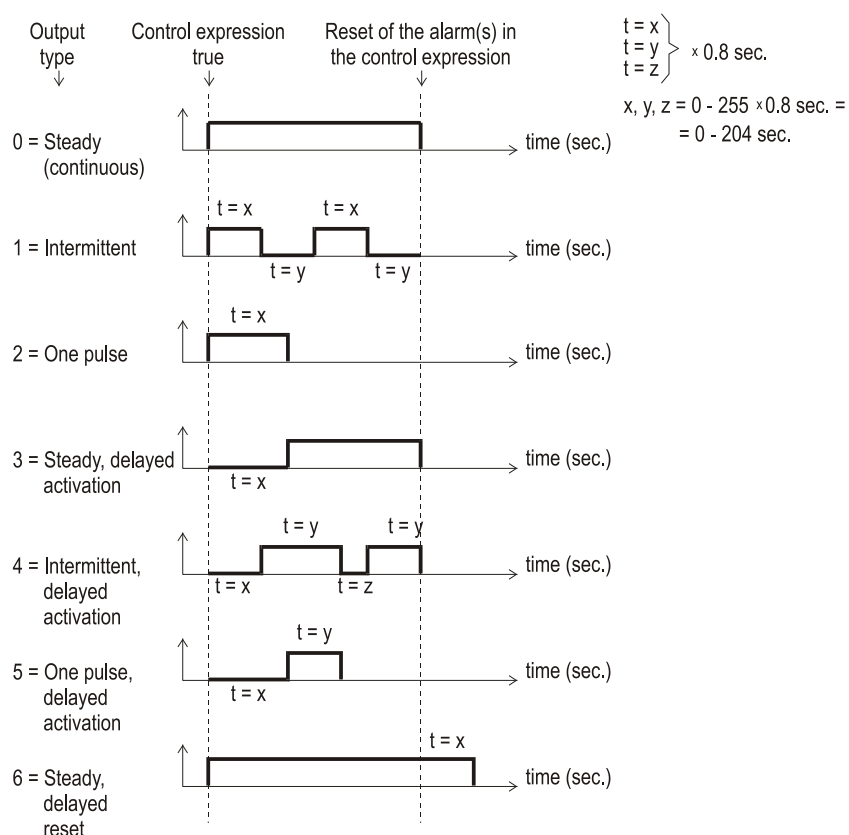 Output
type
Control expression
true
Reset of the alarm(s) in
the control expression
t = x
t = y
t = z
x 0.8 sec.
x, y, z = 0 - 255 x 0.8 sec. =
= 0 - 204 sec.
0 = Steady
(continuous)
time (sec.)
t = x
t = x
1 = Intermittent
time (sec.)
t = y
t = y
t = x
2 = One pulse
time (sec.)
3 = Steady, delayed
activation
time (sec.)
t = x
t = y
t = y
4 = Intermittent,
delayed
activation
time (sec.)
t = x
t = z
t = y
5 = One pulse,
delayed
activation
time (sec.)
t = x
t = x
6 = Steady,
delayed
reset
time (sec.)